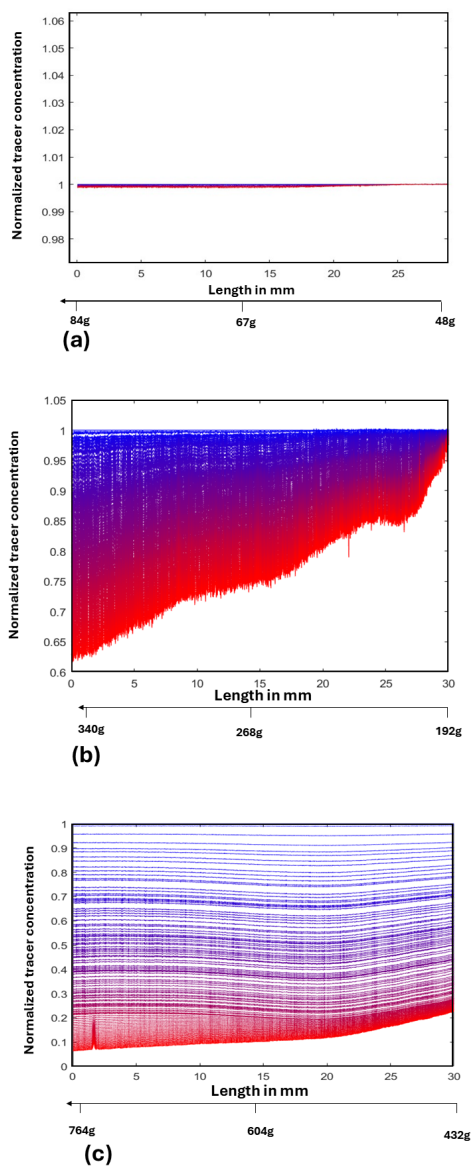 Normalized tracer concentration
1.06
1.05
1.04
1.03
1.02
1.01
1
0.99
0.98
0 5 10 15 20 25
Length in mm
84g 67g 48g
(a)
Normalized tracer concentration
1.05
1
0.95
0.9
0.85
0.8
0.75
0.7
0.65
0.6
0 5 10 15 20 25 30
Length in mm
340g 268g 192g
(b)
Normalized tracer concentration
1
0.9
0.8
0.7
0.6
0.5
0.4
0.3
0.2
0.1
0
0 5 10 15 20 25 30
Length in mm
764g 604g 432g
(c)